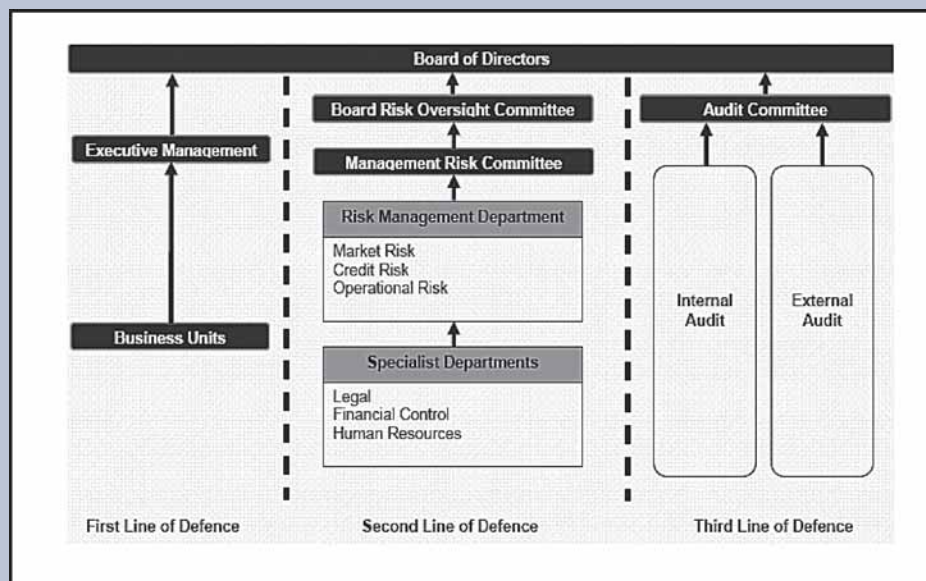 Board of Directors
Board Risk Oversight Committee
Audit Committee
Executive Management
Management Risk Committee
Risk Management Department
Market Risk
Credit Risk
Operational Risk
Internal
Audit
External
Audit
Business Units
Specialist Departments
Legal
Financial Control
Human Resources
First Line of Defence
Second Line of Defence
Third Line of Defence